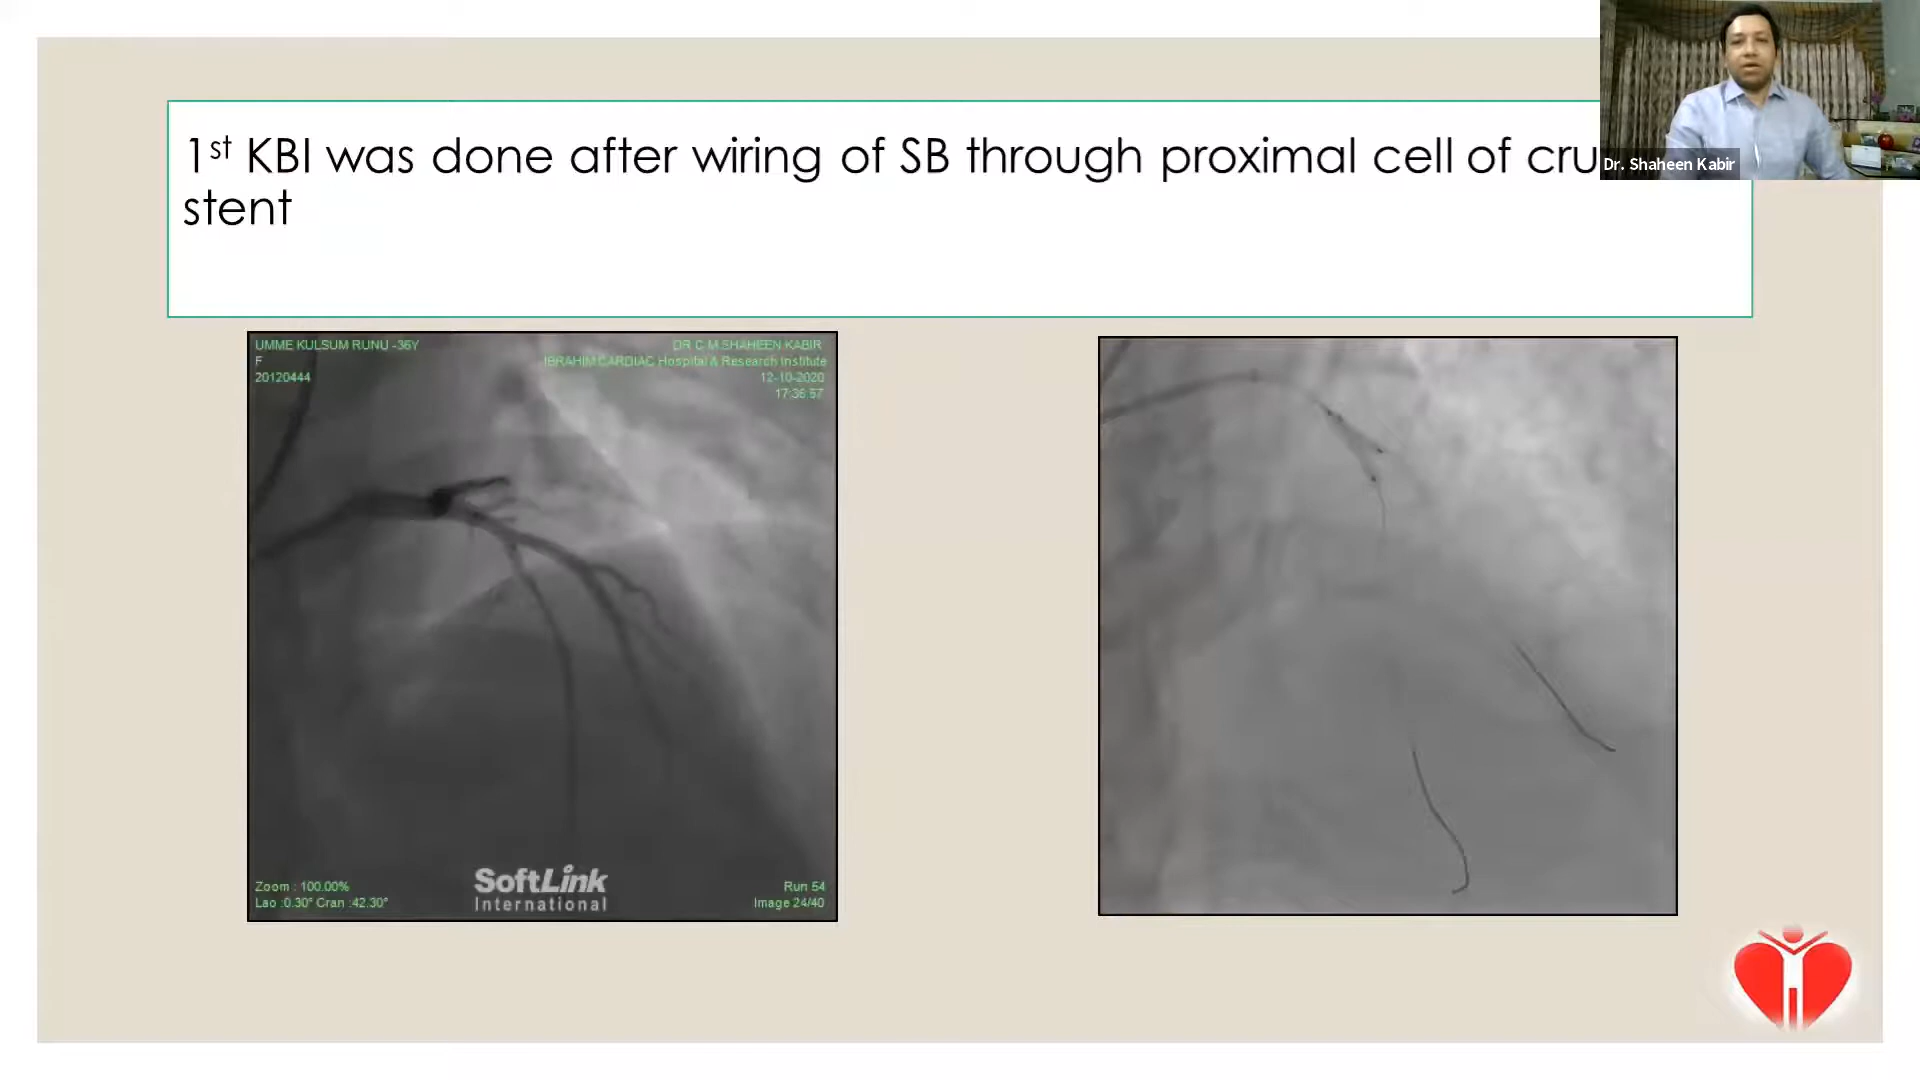 1st KBI was done after wiring of SB through proximal cell of
stent
Dr. Shaheen Kabir
UMME KULSUM RUNU -36Y
F
20120444
DR C M SHAHEEN KABIR
IBRAHIM CARDIAC Hospital & Research Institute
12-10-2020
17:36:57
SoftLink
International
Zoom : 100.00%
Lao :0.30° Cran :42.30°
Run 54
Image 24/40